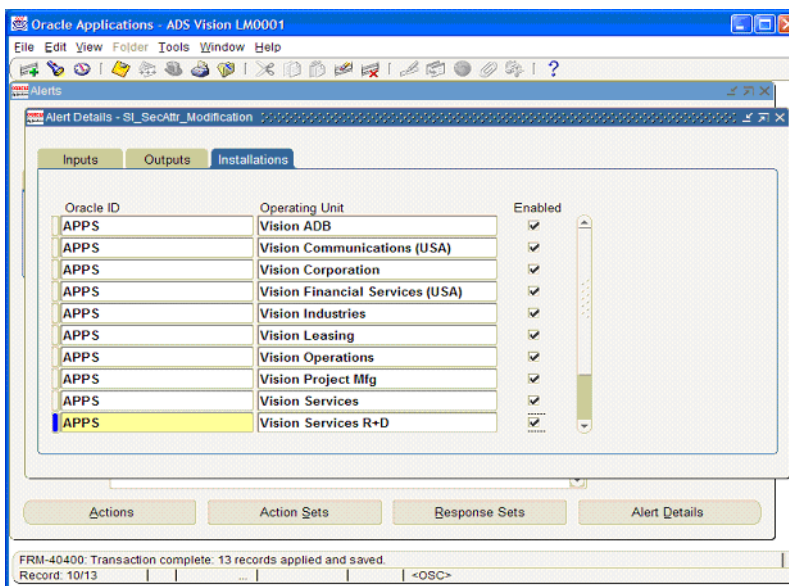 Oracle Applications - ADS Vision LM0001
File Edit View Folder Tools Window Help
Alerts
Alert Details - SI_SecAttr_Modification
Inputs Outputs Installations
Oracle ID Operating Unit Enabled
APPS Vision ADB
APPS Vision Communications (USA)
APPS Vision Corporation
APPS Vision Financial Services (USA)
APPS Vision Industries
APPS Vision Leasing
APPS Vision Operations
APPS Vision Project Mfg
APPS Vision Services
APPS Vision Services R+D
Actions Action Sets Response Sets Alert Details
FRM-40400: Transaction complete: 13 records applied and saved.
Record: 10/13 ... <OSC>